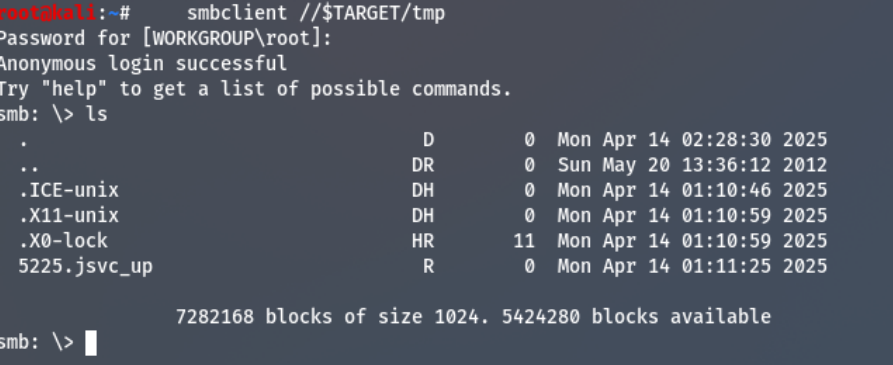 root@kali:~# smbclient //$TARGET/tmp
Password for [WORKGROUP\root]:
Anonymous login successful
Try "help" to get a list of possible commands.
smb: \> ls
. D 0 Mon Apr 14 02:28:30 2025
.. DR 0 Sun May 20 13:36:12 2012
.ICE-unix DH 0 Mon Apr 14 01:10:46 2025
.X11-unix DH 0 Mon Apr 14 01:10:59 2025
.X0-lock HR 11 Mon Apr 14 01:10:59 2025
5225.jsvc_up R 0 Mon Apr 14 01:11:25 2025
7282168 blocks of size 1024. 5424280 blocks available
smb: \>